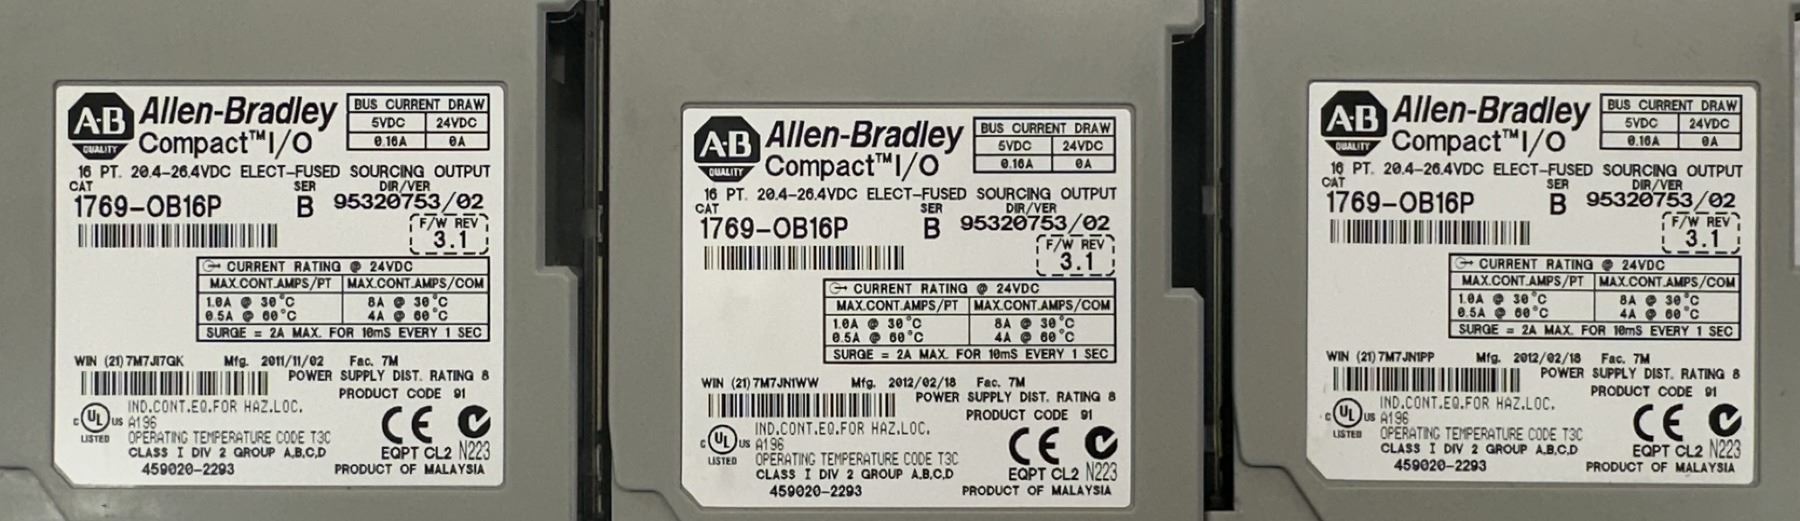 A-B
QUALITY
Allen-Bradley
Compact™ I/O
BUS CURRENT DRAW
5VDC 24VDC
0.16A 0A
16 PT. 20.4-26.4VDC ELECT-FUSED SOURCING OUTPUT
CAT SER DIR/VER
1769-OB16P B 95320753/02
F/W REV
3.1
CURRENT RATING @ 24VDC
MAX.CONT.AMPS/PT MAX.CONT.AMPS/COM
1.0A @ 30°C 8A @ 30°C
0.5A @ 60°C 4A @ 60°C
SURGE = 2A MAX. FOR 10mS EVERY 1 SEC
WIN (21) 7M7JI7GK Mfg. 2011/11/02 Fac. 7M
POWER SUPPLY DIST. RATING 8
PRODUCT CODE 91
IND.CONT.EQ.FOR HAZ.LOC.
C UL US A196
LISTED OPERATING TEMPERATURE CODE T3C
CE N223
CLASS I DIV 2 GROUP A,B,C,D EQPT CL2
459020-2293 PRODUCT OF MALAYSIA
A-B
QUALITY
Allen-Bradley
Compact™ I/O
BUS CURRENT DRAW
5VDC 24VDC
0.16A 0A
16 PT. 20.4-26.4VDC ELECT-FUSED SOURCING OUTPUT
CAT SER DIR/VER
1769-OB16P B 95320753/02
F/W REV
3.1
CURRENT RATING @ 24VDC
MAX.CONT.AMPS/PT MAX.CONT.AMPS/COM
1.0A @ 30°C 8A @ 30°C
0.5A @ 60°C 4A @ 60°C
SURGE = 2A MAX. FOR 10mS EVERY 1 SEC
WIN (21) 7M7JN1WW Mfg. 2012/02/18 Fac. 7M
POWER SUPPLY DIST. RATING 8
PRODUCT CODE 91
IND.CONT.EQ.FOR HAZ.LOC.
C UL US A196
LISTED OPERATING TEMPERATURE CODE T3C
CE N223
CLASS I DIV 2 GROUP A,B,C,D EQPT CL2
459020-2293 PRODUCT OF MALAYSIA
A-B
QUALITY
Allen-Bradley
Compact™ I/O
BUS CURRENT DRAW
5VDC 24VDC
0.16A 0A
16 PT. 20.4-26.4VDC ELECT-FUSED SOURCING OUTPUT
CAT SER DIR/VER
1769-OB16P B 95320753/02
F/W REV
3.1
CURRENT RATING @ 24VDC
MAX.CONT.AMPS/PT MAX.CONT.AMPS/COM
1.0A @ 30°C 8A @ 30°C
0.5A @ 60°C 4A @ 60°C
SURGE = 2A MAX. FOR 10mS EVERY 1 SEC
WIN (21) 7M7JN1PP Mfg. 2012/02/18 Fac. 7M
POWER SUPPLY DIST. RATING 8
PRODUCT CODE 91
IND.CONT.EQ.FOR HAZ.LOC.
C UL US A196
LISTED OPERATING TEMPERATURE CODE T3C
CE N223
CLASS I DIV 2 GROUP A,B,C,D EQPT CL2
459020-2293 PRODUCT OF MALAYSIA